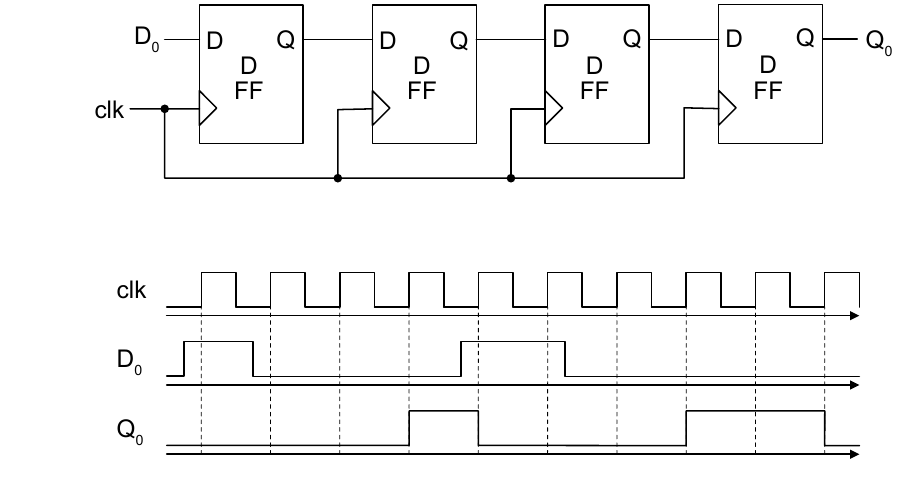 D₀ D Q D Q D Q D Q Q₀
D D D D
FF FF FF FF
clk
clk
D₀
Q₀